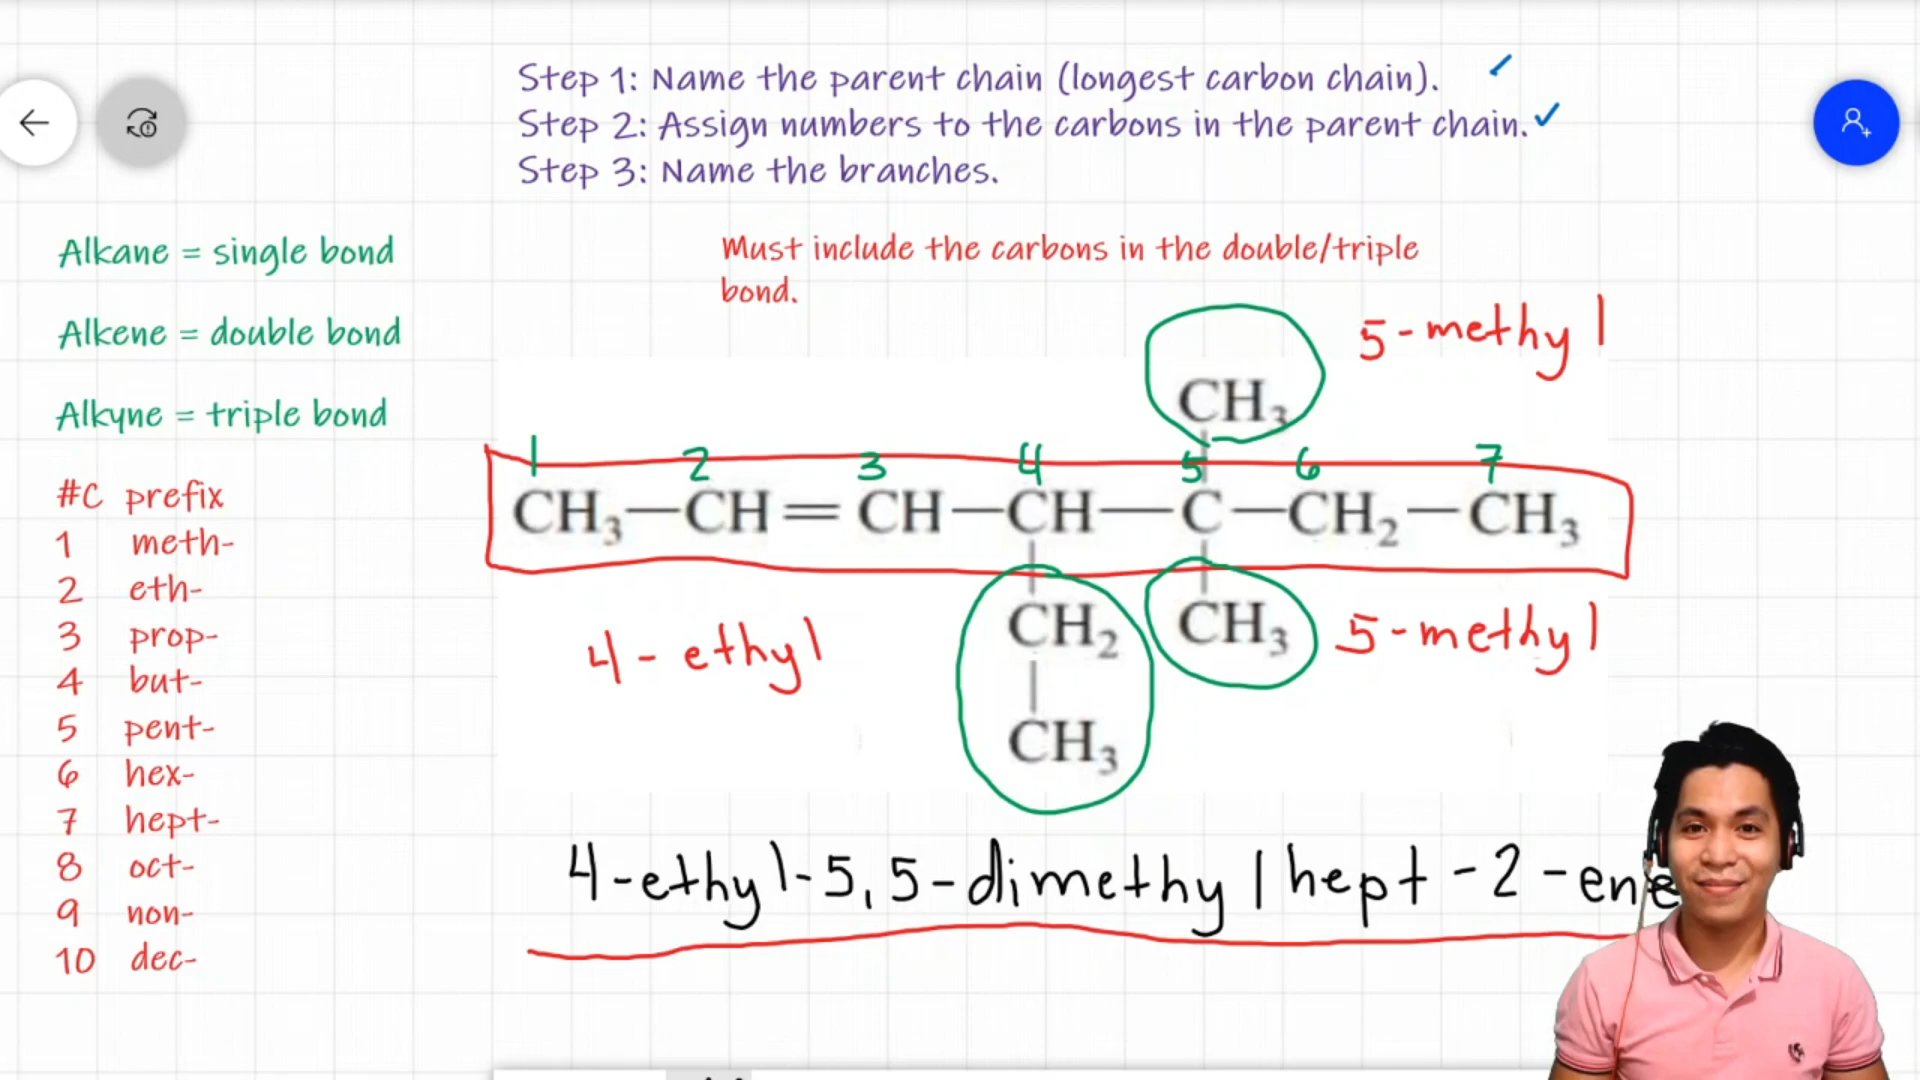 Step 1: Name the parent chain (longest carbon chain).
Step 2: Assign numbers to the carbons in the parent chain.
Step 3: Name the branches.
Alkane = single bond
Alkene = double bond
Alkyne = triple bond
#C prefix
1 meth-
2 eth-
3 prop-
4 but-
5 pent-
6 hex-
7 hept-
8 oct-
9 non-
10 dec-
Must include the carbons in the double/triple
bond.
5-methyl
CH₃
1 2 3 4 5 6 7
CH₃—CH=CH—CH—C—CH₂—CH₃
CH₂ CH₃
4-ethyl 5-methyl
CH₃
4-ethyl-5,5-dimethylhept-2-ene